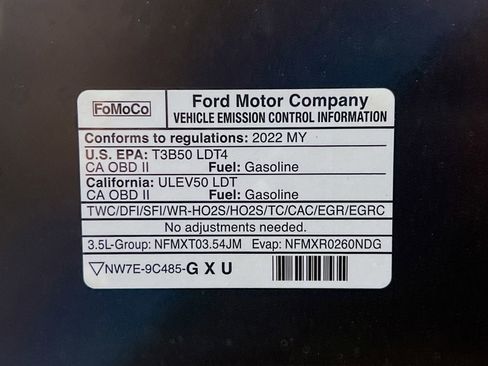 FoMoCo
Ford Motor Company
VEHICLE EMISSION CONTROL INFORMATION
Conforms to regulations: 2022 MY
U.S. EPA: T3B50 LDT4
CA OBD II Fuel: Gasoline
California: ULEV50 LDT
CA OBD II Fuel: Gasoline
TWC/DFI/SFI/WR-HO2S/HO2S/TC/CAC/EGR/EGRC
No adjustments needed.
3.5L-Group: NFMXT03.54JM Evap: NFMXR0260NDG
▽NW7E-9C485-G X U